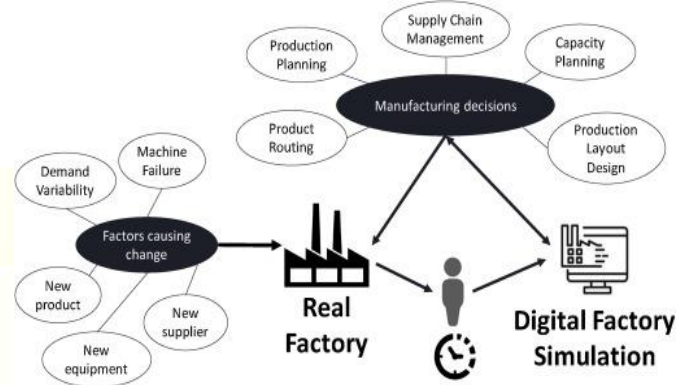 Supply Chain
Management
Production
Planning
Capacity
Planning
Manufacturing decisions
Product
Routing
Production
Layout
Design
Machine
Failure
Demand
Variability
Factors causing
change
New
product
New
supplier
New
equipment
Real
Factory
Digital Factory
Simulation